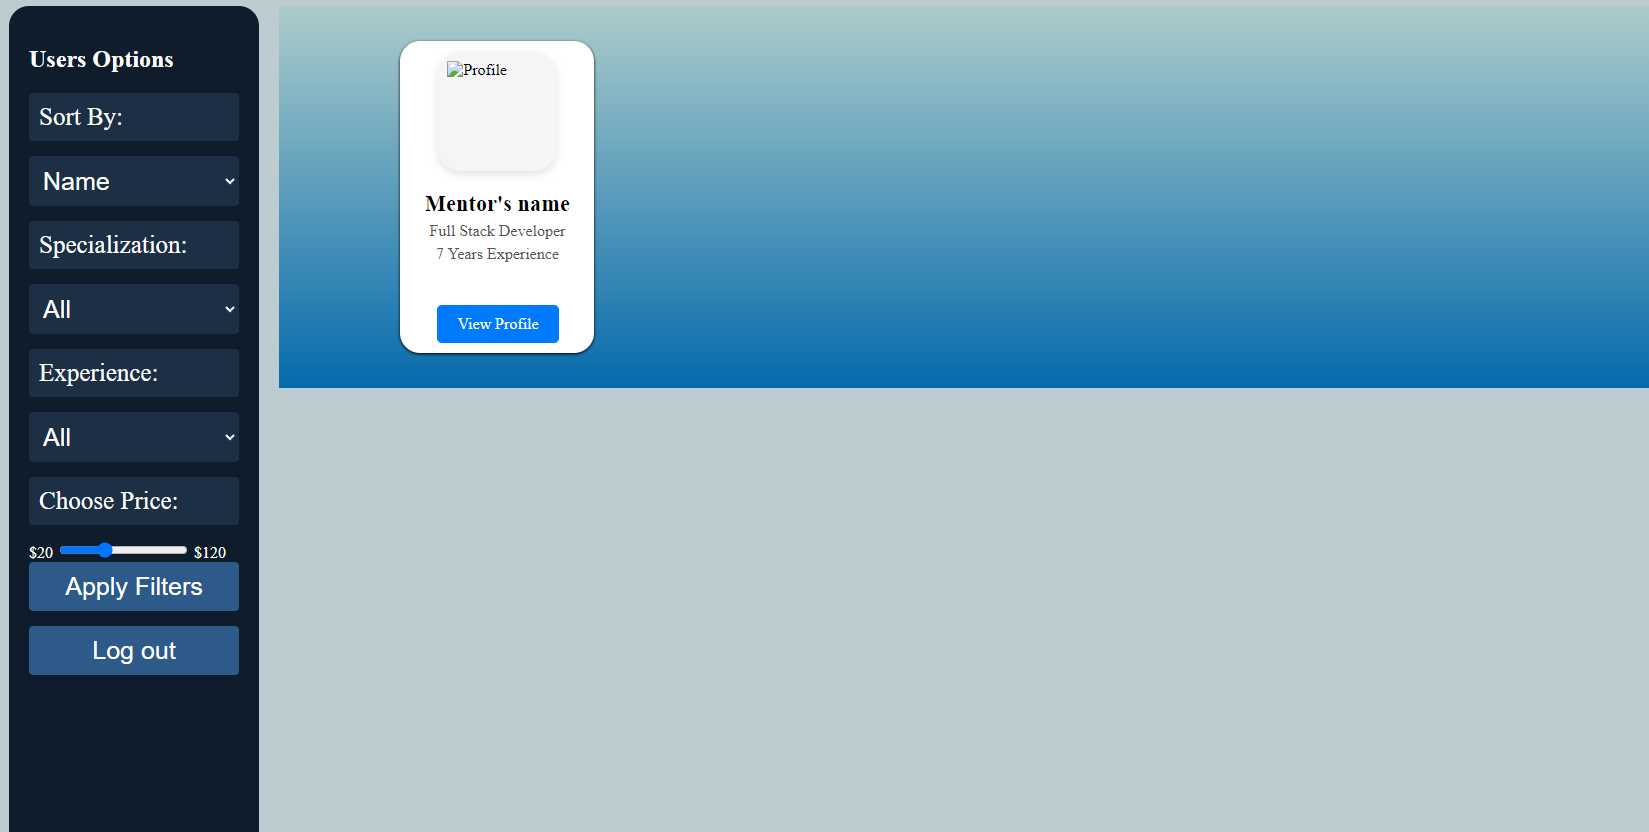 Users Options
Sort By:
Name
Specialization:
All
Experience:
All
Choose Price:
$20 $120
Apply Filters
Log out
Profile
Mentor's name
Full Stack Developer
7 Years Experience
View Profile